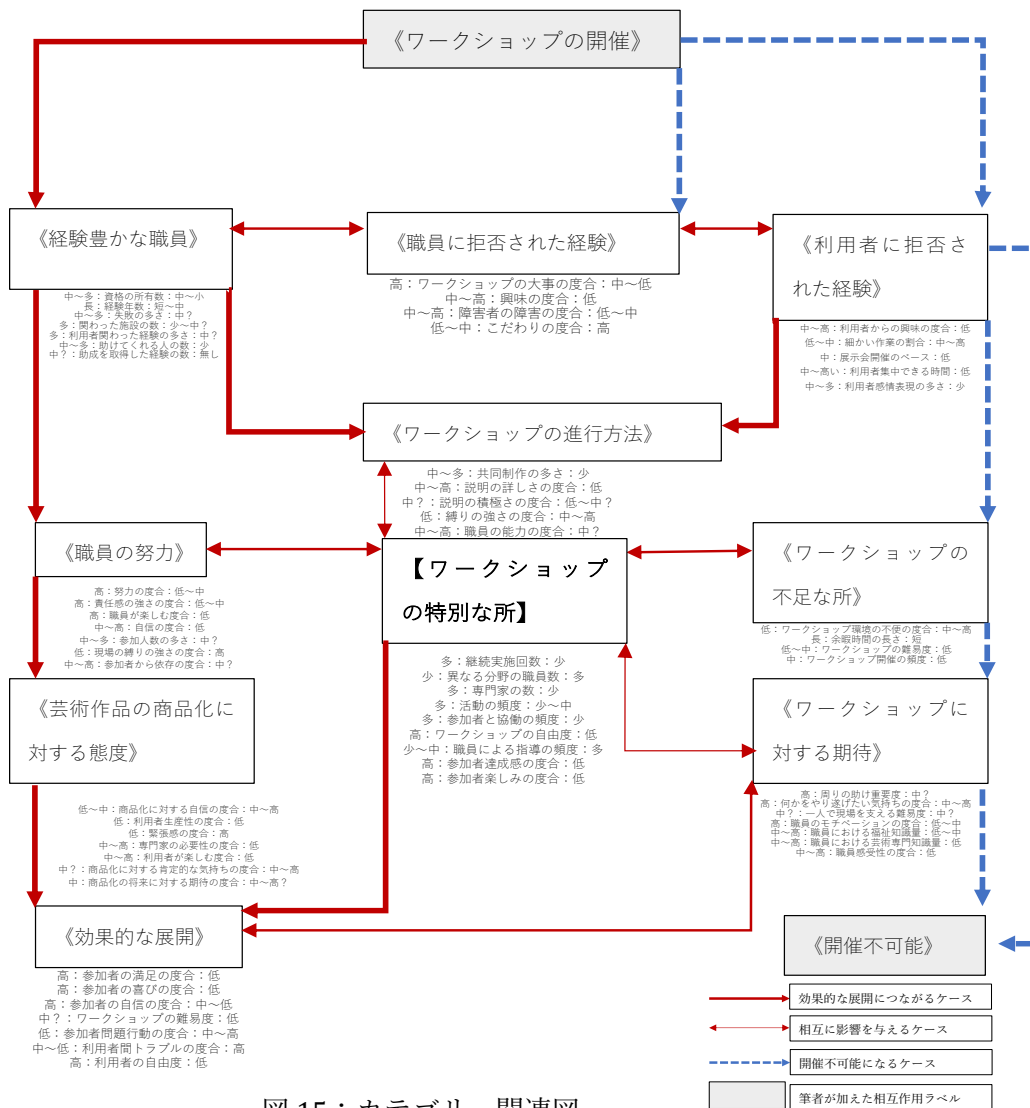 《ワークショップの開催》
《経験豊かな職員》
中～多：資格の所有数：中～小
長：経験年数：短～中
中～多：失敗の多さ：中？
多：関わった施設の数：少～中？
多：利用者関わった経験の多さ：中？
中～多：助けてくれる人の数：少
中？：助成を取得した経験の数：無し
《職員に拒否された経験》
高：ワークショップの大事の度合：中～低
中～高：興味の度合：低
中～高：障害者の障害の度合：低～中
低～中：こだわりの度合：高
《利用者に拒否さ
れた経験》
中～高：利用者からの興味の度合：低
低～中：細かい作業の割合：中～高
中：展示会開催のペース：低
中～高い：利用者集中できる時間：低
中～多：利用者感情表現の多さ：少
《ワークショップの進行方法》
中～多：共同制作の多さ：少
中～高：説明の詳しさの度合：低
中？：説明の積極さの度合：低～中？
低：縛りの強さの度合：中～高
中～高：職員の能力の度合：中？
《職員の努力》
高：努力の度合：低～中
高：責任感の強さの度合：低～中
高：職員が楽しむ度合：低
中～高：自信の度合：低
中～多：参加人数の多さ：中？
低：現場の縛りの強さの度合：高
中～高：参加者から依存の度合：中？
【ワークショップ
の特別な所】
多：継続実施回数：少
少：異なる分野の職員数：多
多：専門家の数：少
多：活動の頻度：少～中
多：参加者と協働の頻度：少
高：ワークショップの自由度：低
少～中：職員による指導の頻度：多
高：参加者達成感の度合：低
高：参加者楽しみの度合：低
《ワークショップの
不足な所》
低：ワークショップ環境の不便の度合：中～高
長：余暇時間の長さ：短
低～中：ワークショップの難易度：低
中：ワークショップ開催の頻度：低
《芸術作品の商品化に
対する態度》
低～中：商品化に対する自信の度合：中～高
低：利用者生産性の度合：低
低：緊張感の度合：高
中～高：専門家の必要性の度合：低
中～高：利用者が楽しむ度合：低
中？：商品化に対する肯定的な気持ちの度合：中～高
中：商品化の将来に対する期待の度合：中～高？
《ワークショップに
対する期待》
高：周りの助け重要度：中？
高：何かをやり遂げたい気持ちの度合：中～高
中？：一人で現場を支える難易度：中？
高：職員のモチベーションの度合：低～中
中～高：職員における福祉知識量：低～中
中～高：職員における芸術専門知識量：低
中～高：職員感受性の度合：低
《効果的な展開》
高：参加者の満足の度合：低
高：参加者の喜びの度合：低
高：参加者の自信の度合：中～低
中？：ワークショップの難易度：低
低：参加者問題行動の度合：中～高
中～低：利用者間トラブルの度合：高
高：利用者の自由度：低
《開催不可能》
効果的な展開につながるケース
相互に影響を与えるケース
開催不可能になるケース
筆者が加えた相互作用ラベル
図 15：カテゴリー関連図